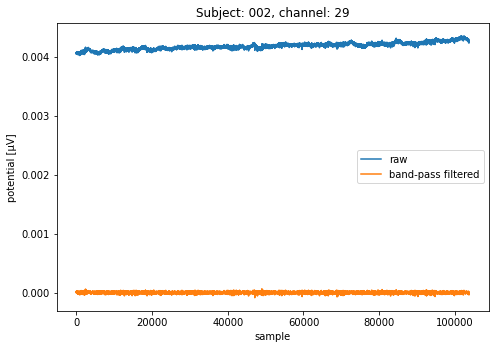 Subject: 002, channel: 29
0.004
0.003
0.002
0.001
0.000
potential [µV]
raw
band-pass filtered
0
20000
40000
60000
80000
100000
sample